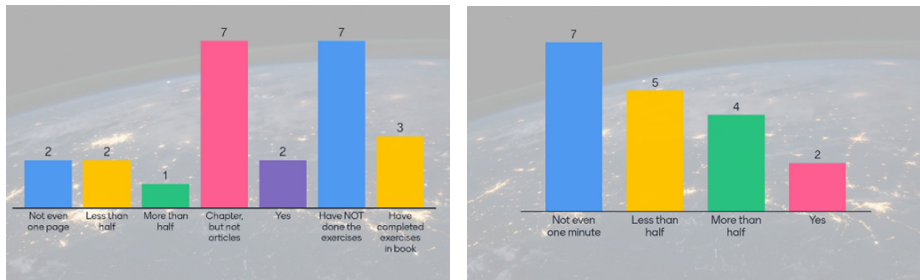 7 7
3
2 2 2
1
Not even Less than More than Chapter, Yes Have NOT Have
one page half half but not done the completed
articles exercises exercises
in book
7
5
4
2
Not even Less than More than Yes
one minute half half